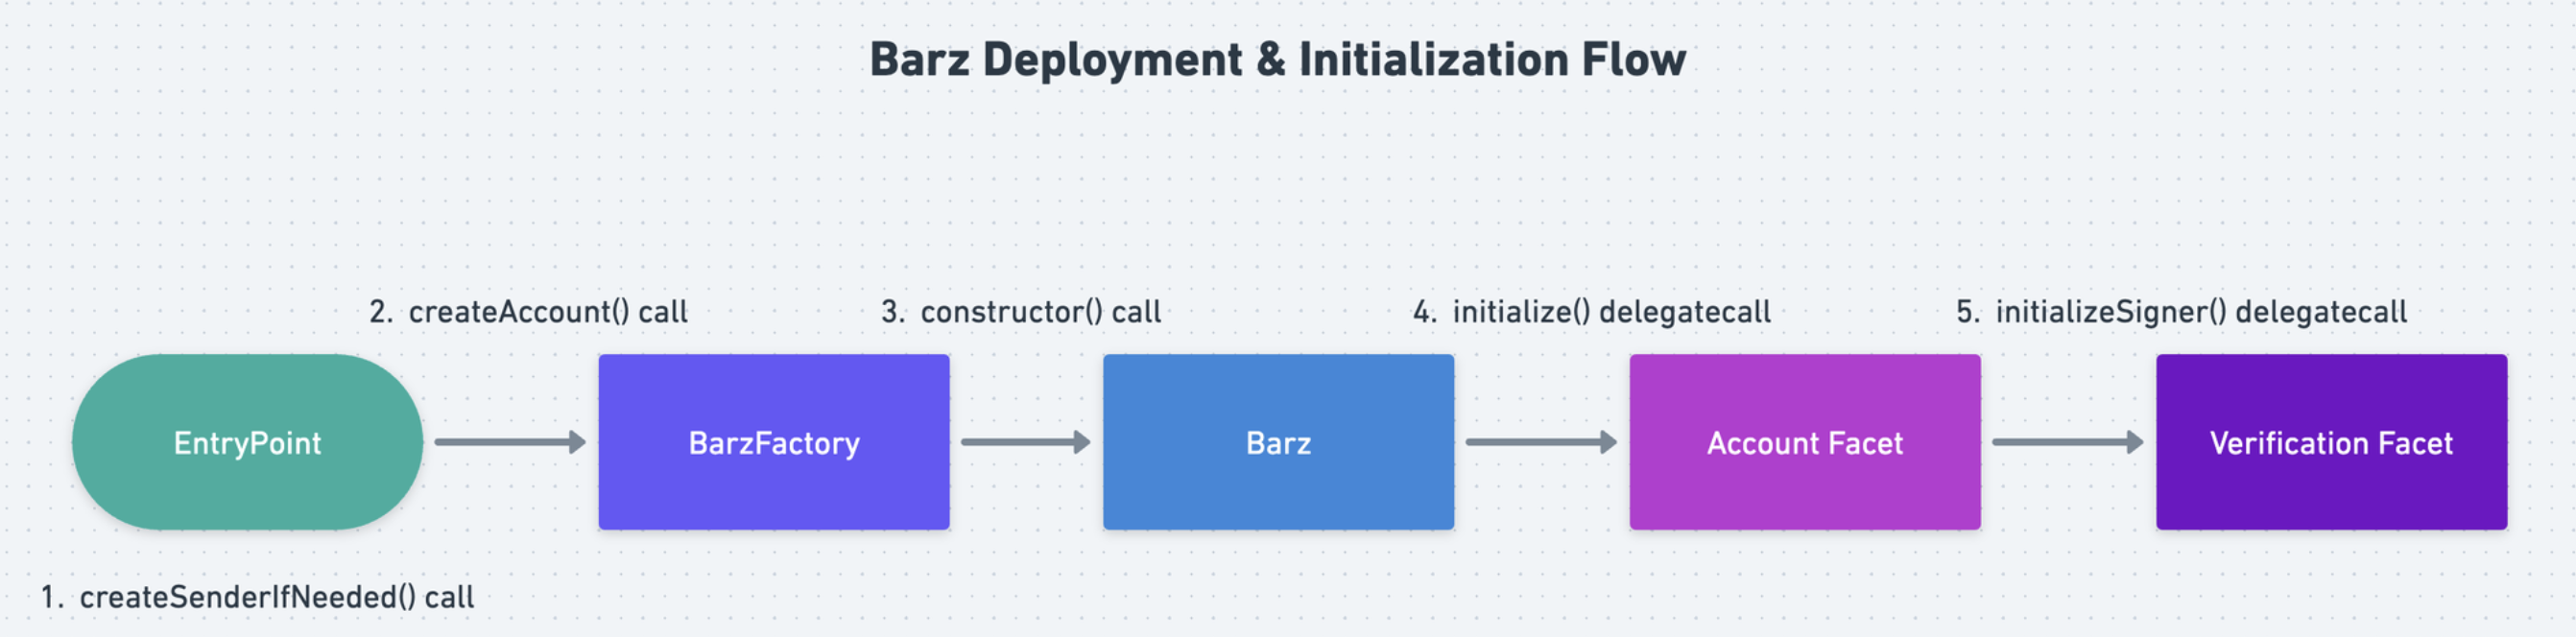 Barz Deployment & Initialization Flow
2. createAccount() call
3. constructor() call
4. initialize() delegatecall
5. initializeSigner() delegatecall
EntryPoint
BarzFactory
Barz
Account Facet
Verification Facet
1. createSenderIfNeeded() call